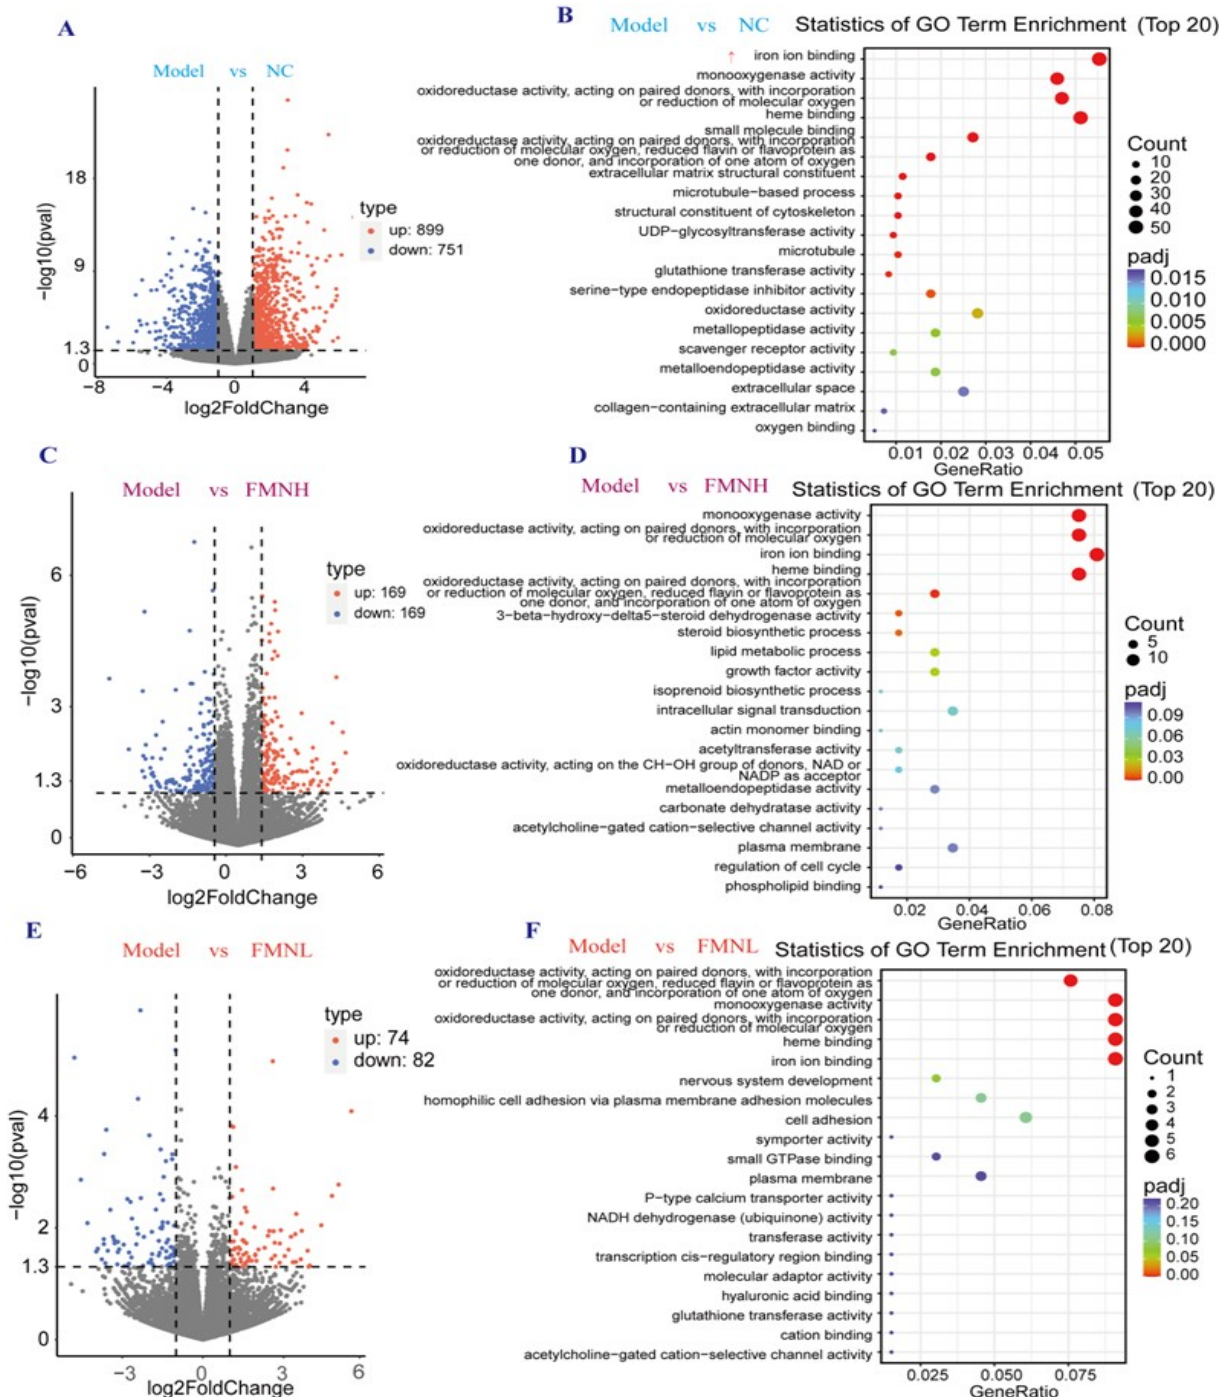 A
Model vs NC
18
9
1.3
0
−log10(pval)
−8
−4
0
4
log2FoldChange
type
up: 899
down: 751
B
Model vs NC
Statistics of GO Term Enrichment (Top 20)
↑ iron ion binding
monooxygenase activity
oxidoreductase activity, acting on paired donors, with incorporation
or reduction of molecular oxygen
heme binding
small molecule binding
oxidoreductase activity, acting on paired donors, with incorporation
or reduction of molecular oxygen, reduced flavin or flavoprotein as
one donor, and incorporation of one atom of oxygen
extracellular matrix structural constituent
microtubule−based process
structural constituent of cytoskeleton
UDP−glycosyltransferase activity
microtubule
glutathione transferase activity
serine−type endopeptidase inhibitor activity
oxidoreductase activity
metallopeptidase activity
scavenger receptor activity
metalloendopeptidase activity
extracellular space
collagen−containing extracellular matrix
oxygen binding
0.01 0.02 0.03 0.04 0.05
GeneRatio
Count
10
20
30
40
50
padj
0.015
0.010
0.005
0.000
C
Model vs FMNH
6
3
1.3
0
−log10(pval)
−6
−3
0
3
6
log2FoldChange
type
up: 169
down: 169
D
Model vs FMNH
Statistics of GO Term Enrichment (Top 20)
monooxygenase activity
oxidoreductase activity, acting on paired donors, with incorporation
or reduction of molecular oxygen
iron ion binding
heme binding
oxidoreductase activity, acting on paired donors, with incorporation
or reduction of molecular oxygen, reduced flavin or flavoprotein as
one donor, and incorporation of one atom of oxygen
3−beta−hydroxy−delta5−steroid dehydrogenase activity
steroid biosynthetic process
lipid metabolic process
growth factor activity
isoprenoid biosynthetic process
intracellular signal transduction
actin monomer binding
acetyltransferase activity
oxidoreductase activity, acting on the CH−OH group of donors, NAD or
NADP as acceptor
metalloendopeptidase activity
carbonate dehydratase activity
acetylcholine−gated cation−selective channel activity
plasma membrane
regulation of cell cycle
phospholipid binding
0.02 0.04 0.06 0.08
GeneRatio
Count
5
10
padj
0.09
0.06
0.03
0.00
E
Model vs FMNL
4
2
1.3
0
−log10(pval)
−3
0
3
6
log2FoldChange
type
up: 74
down: 82
F
Model vs FMNL
Statistics of GO Term Enrichment (Top 20)
oxidoreductase activity, acting on paired donors, with incorporation
or reduction of molecular oxygen, reduced flavin or flavoprotein as
one donor, and incorporation of one atom of oxygen
monooxygenase activity
oxidoreductase activity, acting on paired donors, with incorporation
or reduction of molecular oxygen
heme binding
iron ion binding
nervous system development
homophilic cell adhesion via plasma membrane adhesion molecules
cell adhesion
symporter activity
small GTPase binding
plasma membrane
P−type calcium transporter activity
NADH dehydrogenase (ubiquinone) activity
transferase activity
transcription cis−regulatory region binding
molecular adaptor activity
hyaluronic acid binding
glutathione transferase activity
cation binding
acetylcholine−gated cation−selective channel activity
0.025 0.050 0.075
GeneRatio
Count
1
2
3
4
5
6
padj
0.20
0.15
0.10
0.05
0.00